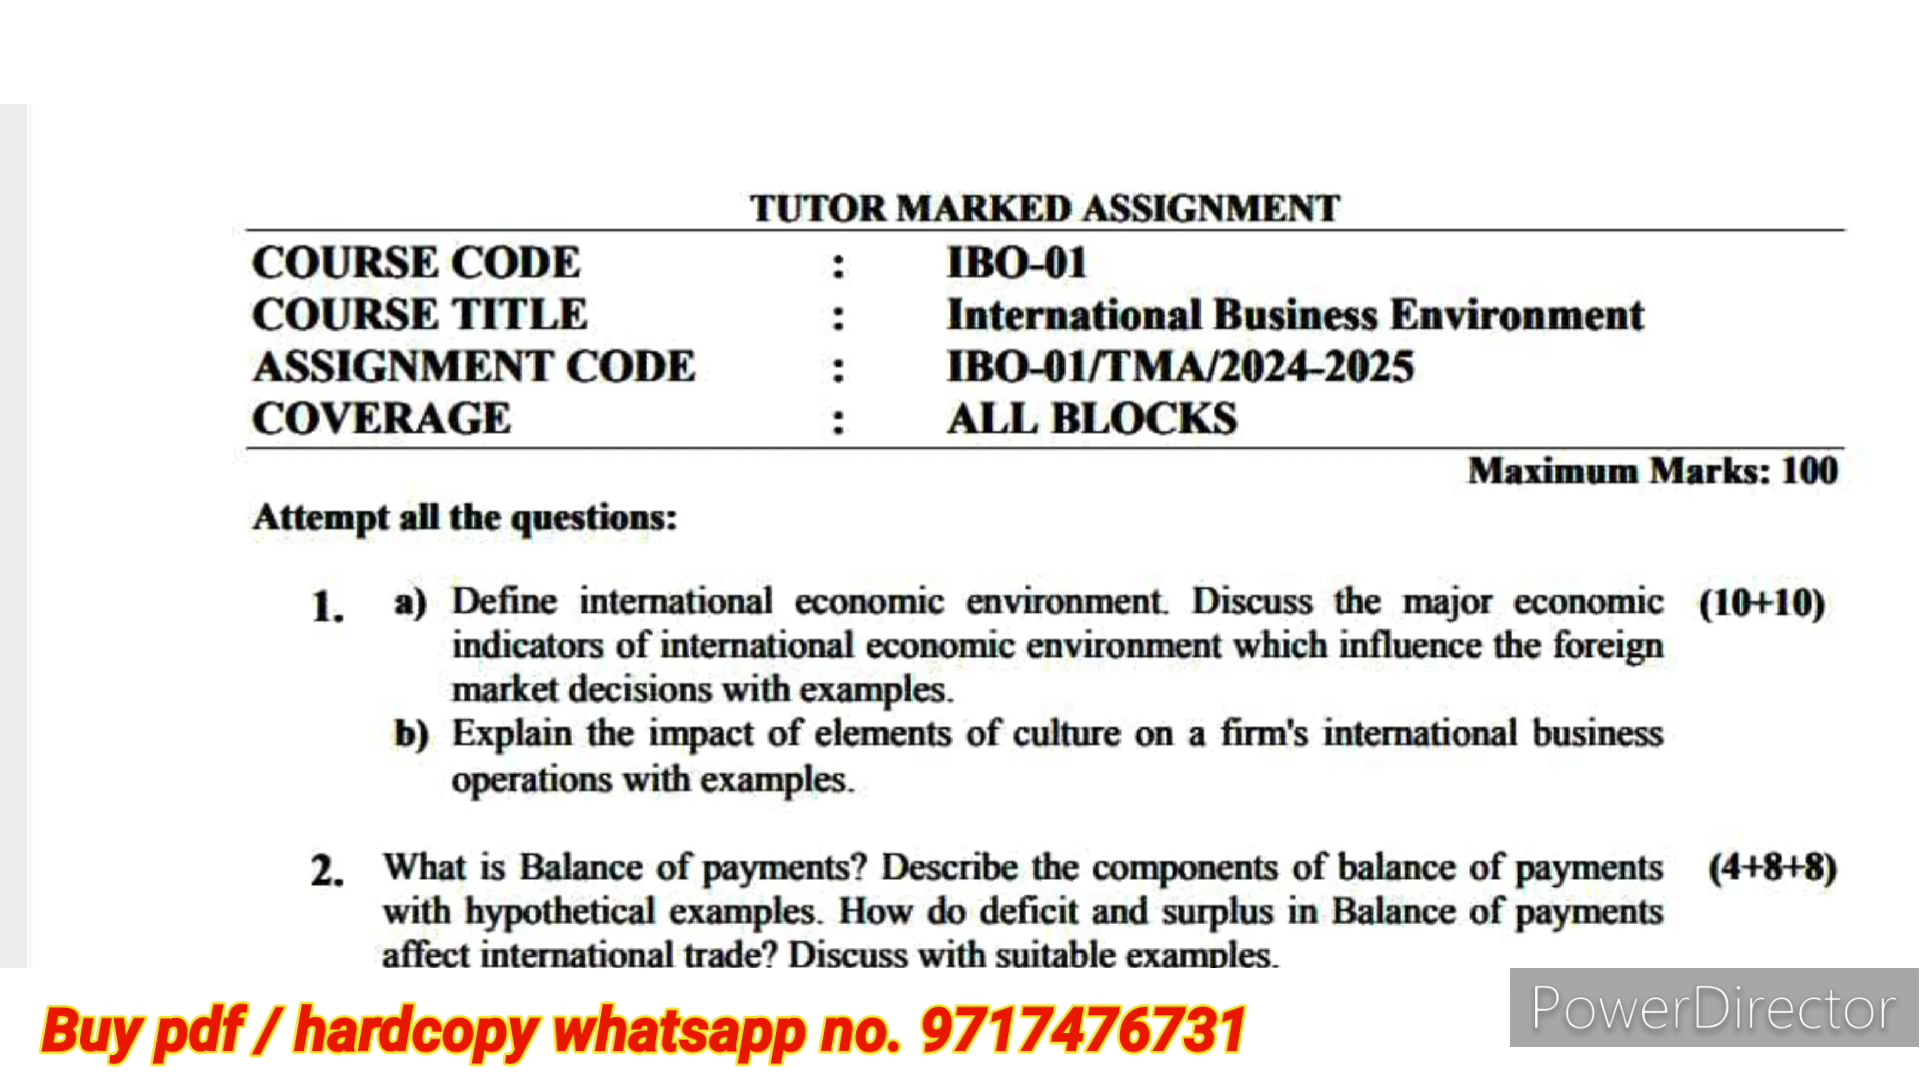 TUTOR MARKED ASSIGNMENT
COURSE CODE : IBO-01
COURSE TITLE : International Business Environment
ASSIGNMENT CODE : IBO-01/TMA/2024-2025
COVERAGE : ALL BLOCKS
Maximum Marks: 100
Attempt all the questions:
1. a) Define international economic environment. Discuss the major economic (10+10)
indicators of international economic environment which influence the foreign
market decisions with examples.
b) Explain the impact of elements of culture on a firm's international business
operations with examples.
2. What is Balance of payments? Describe the components of balance of payments (4+8+8)
with hypothetical examples. How do deficit and surplus in Balance of payments
affect international trade? Discuss with suitable examples.
Buy pdf / hardcopy whatsapp no. 9717476731
PowerDirector